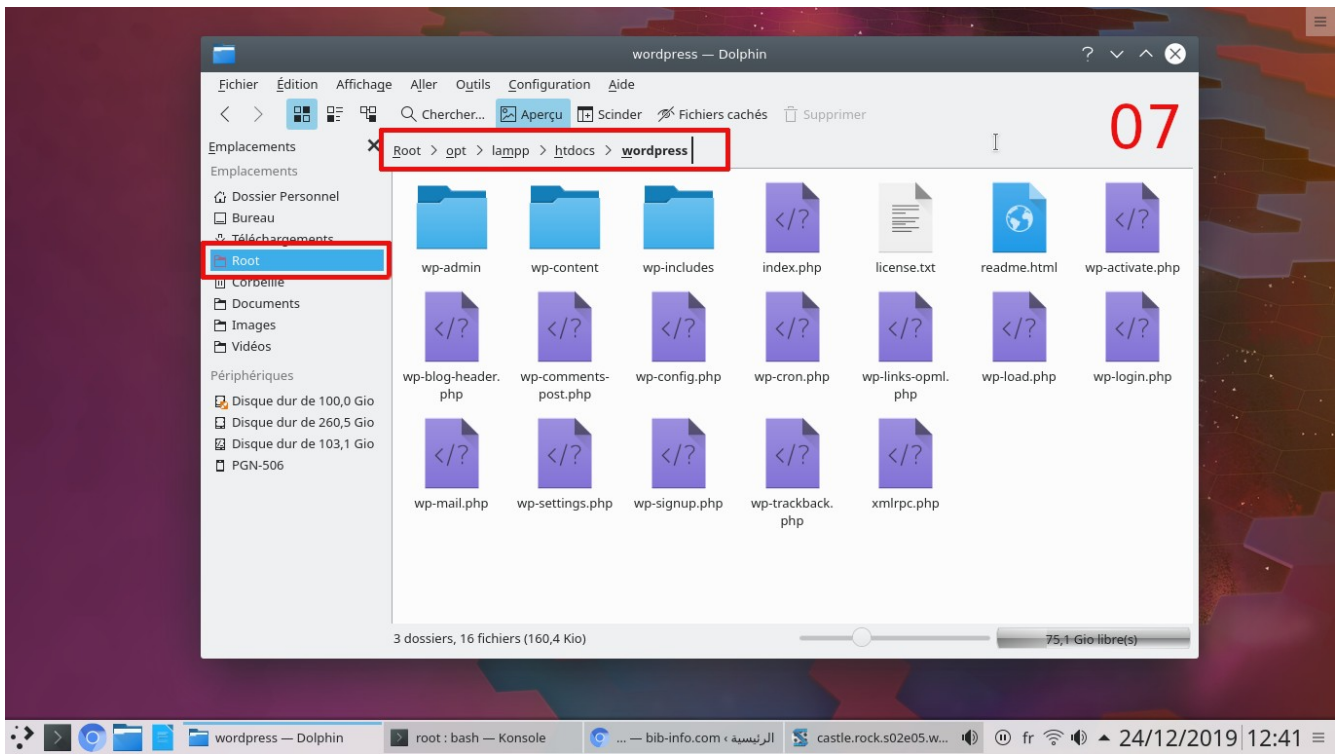 wordpress — Dolphin
Fichier Édition Affichage Aller Outils Configuration Aide
Chercher... Aperçu Scinder Fichiers cachés Supprimer
07
Emplacements
Root > opt > lampp > htdocs > wordpress
Emplacements
Dossier Personnel
Bureau
Téléchargements
Root
Corbeille
Documents
Images
Vidéos
Périphériques
Disque dur de 100,0 Gio
Disque dur de 260,5 Gio
Disque dur de 103,1 Gio
PGN-506
wp-admin wp-content wp-includes index.php license.txt readme.html wp-activate.php
wp-blog-header.php wp-comments-post.php wp-config.php wp-cron.php wp-links-opml.php wp-load.php wp-login.php
wp-mail.php wp-settings.php wp-signup.php wp-trackback.php xmlrpc.php
3 dossiers, 16 fichiers (160,4 Kio)
75,1 Gio libre(s)
wordpress — Dolphin
root : bash — Konsole
الرئيسية › bib-info.com — ...
castle.rock.s02e05.w...
fr
24/12/2019 12:41